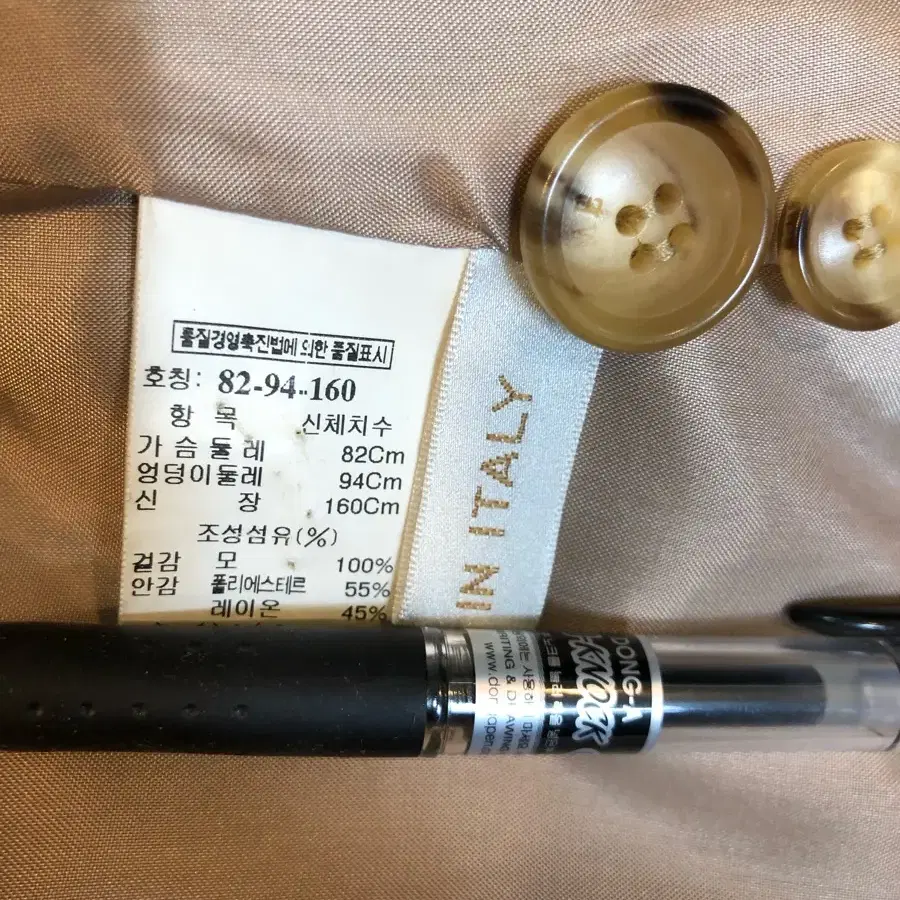 품질경영촉진법에 의한 품질표시
호칭: 82-94-160
항 목 신체치수
가슴둘레 82Cm
엉덩이둘레 94Cm
신 장 160Cm
조성섬유(%)
겉감 모 100%
안감 폴리에스테르 55%
레이온 45%
IN ITALY
DONG-A
Knock
WRITING & DRAWING